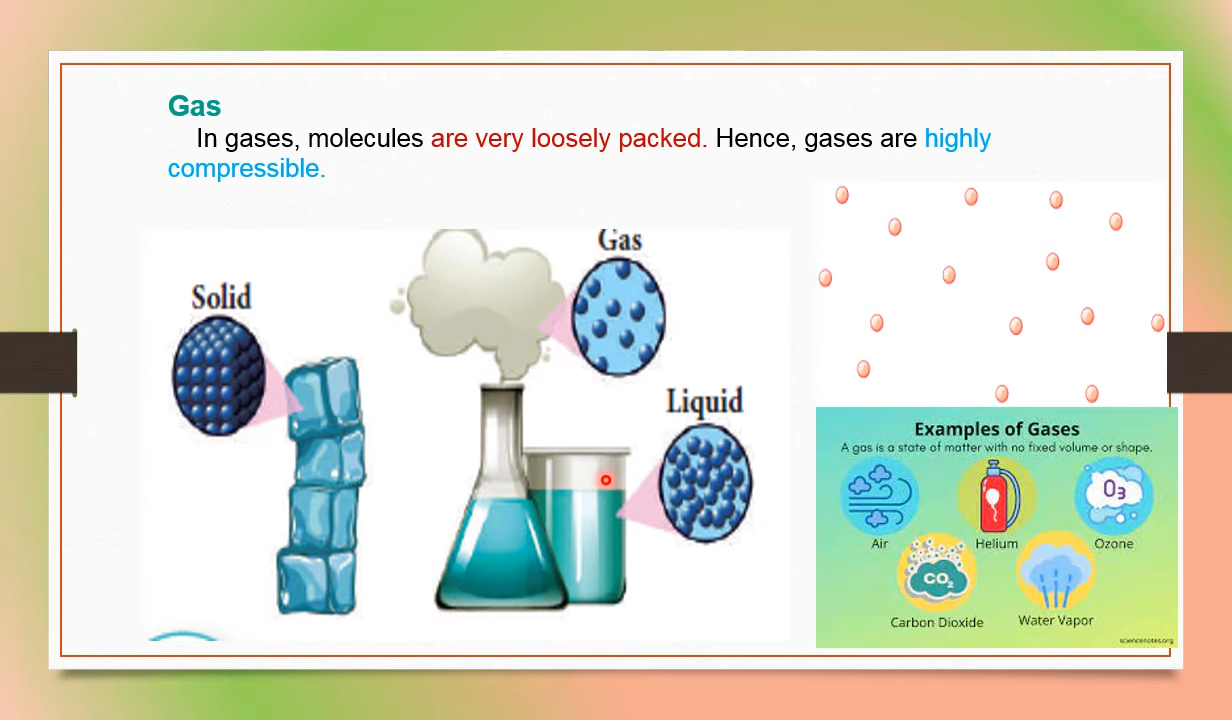 Gas
In gases, molecules are very loosely packed. Hence, gases are highly
compressible.
Solid
Gas
Liquid
Examples of Gases
A gas is a state of matter with no fixed volume or shape.
Air
Helium
O3
Ozone
CO2
Carbon Dioxide
Water Vapor
sciencenotes.org